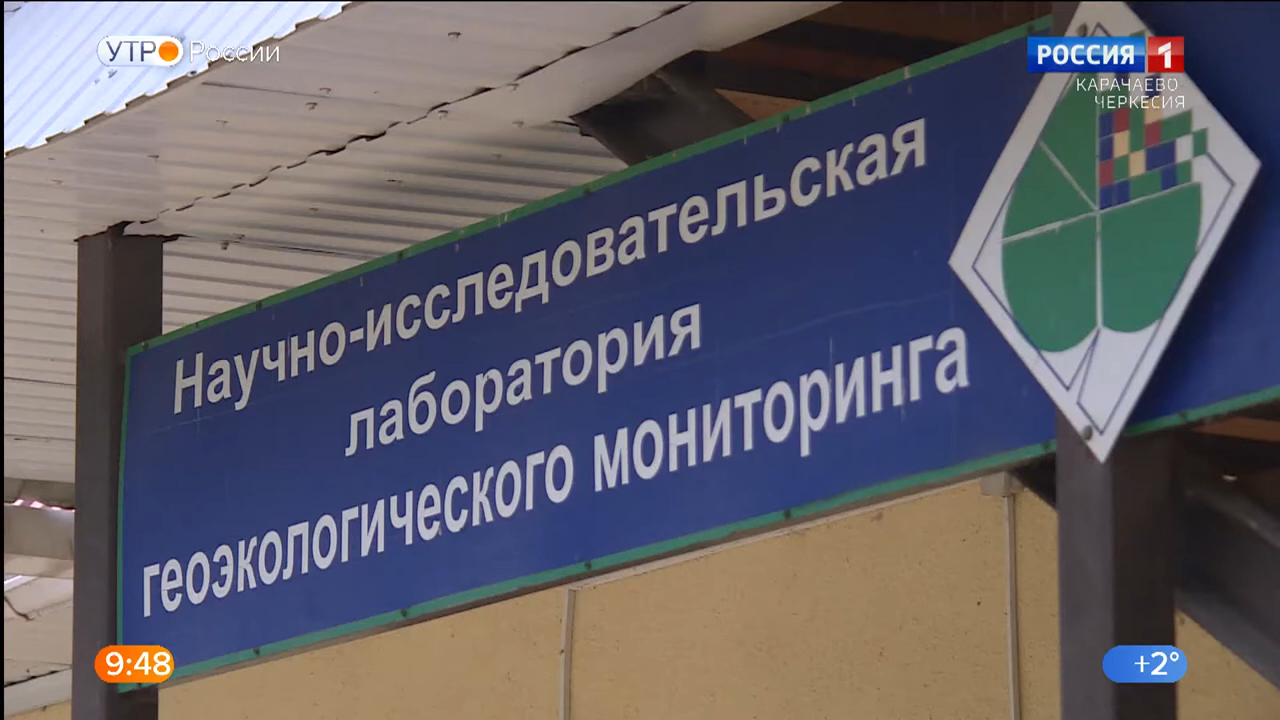 УТРО России
РОССИЯ 1
КАРАЧАЕВО
ЧЕРКЕСИЯ
Научно-исследовательская
лаборатория
геоэкологического мониторинга
9:48
+2°